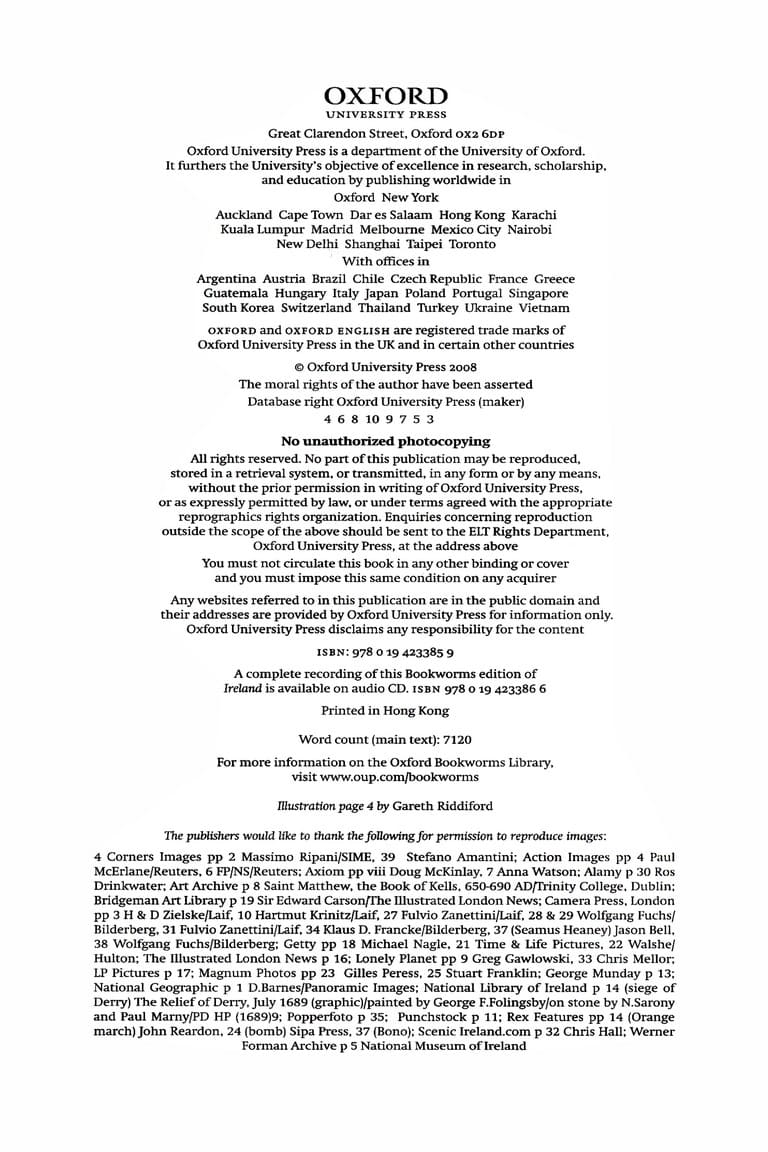 OXFORD
UNIVERSITY PRESS
Great Clarendon Street, Oxford OX2 6DP
Oxford University Press is a department of the University of Oxford.
It furthers the University's objective of excellence in research, scholarship,
and education by publishing worldwide in
Oxford New York
Auckland Cape Town Dar es Salaam Hong Kong Karachi
Kuala Lumpur Madrid Melbourne Mexico City Nairobi
New Delhi Shanghai Taipei Toronto
With offices in
Argentina Austria Brazil Chile Czech Republic France Greece
Guatemala Hungary Italy Japan Poland Portugal Singapore
South Korea Switzerland Thailand Turkey Ukraine Vietnam
OXFORD and OXFORD ENGLISH are registered trade marks of
Oxford University Press in the UK and in certain other countries
© Oxford University Press 2008
The moral rights of the author have been asserted
Database right Oxford University Press (maker)
4 6 8 10 9 7 5 3
No unauthorized photocopying
All rights reserved. No part of this publication may be reproduced,
stored in a retrieval system, or transmitted, in any form or by any means,
without the prior permission in writing of Oxford University Press,
or as expressly permitted by law, or under terms agreed with the appropriate
reprographics rights organization. Enquiries concerning reproduction
outside the scope of the above should be sent to the ELT Rights Department,
Oxford University Press, at the address above
You must not circulate this book in any other binding or cover
and you must impose this same condition on any acquirer
Any websites referred to in this publication are in the public domain and
their addresses are provided by Oxford University Press for information only.
Oxford University Press disclaims any responsibility for the content
ISBN: 978 0 19 423385 9
A complete recording of this Bookworms edition of
Ireland is available on audio CD. ISBN 978 0 19 423386 6
Printed in Hong Kong
Word count (main text): 7120
For more information on the Oxford Bookworms Library,
visit www.oup.com/bookworms
Illustration page 4 by Gareth Riddiford
The publishers would like to thank the following for permission to reproduce images:
4 Corners Images pp 2 Massimo Ripani/SIME, 39 Stefano Amantini; Action Images pp 4 Paul
McErlane/Reuters, 6 FP/NS/Reuters; Axiom pp viii Doug McKinlay, 7 Anna Watson; Alamy p 30 Ros
Drinkwater; Art Archive p 8 Saint Matthew, the Book of Kells, 650-690 AD/Trinity College, Dublin;
Bridgeman Art Library p 19 Sir Edward Carson/The Illustrated London News; Camera Press, London
pp 3 H & D Zielske/Laif, 10 Hartmut Krinitz/Laif, 27 Fulvio Zanettini/Laif, 28 & 29 Wolfgang Fuchs/
Bilderberg, 31 Fulvio Zanettini/Laif, 34 Klaus D. Francke/Bilderberg, 37 (Seamus Heaney) Jason Bell,
38 Wolfgang Fuchs/Bilderberg; Getty pp 18 Michael Nagle, 21 Time & Life Pictures, 22 Walshe/
Hulton; The Illustrated London News p 16; Lonely Planet pp 9 Greg Gawlowski, 33 Chris Mellor;
LP Pictures p 17; Magnum Photos pp 23 Gilles Peress, 25 Stuart Franklin; George Munday p 13;
National Geographic p 1 D.Barnes/Panoramic Images; National Library of Ireland p 14 (siege of
Derry) The Relief of Derry, July 1689 (graphic)/painted by George F.Folingsby/on stone by N.Sarony
and Paul Marny/PD HP (1689)9; Popperfoto p 35; Punchstock p 11; Rex Features pp 14 (Orange
march) John Reardon, 24 (bomb) Sipa Press, 37 (Bono); Scenic Ireland.com p 32 Chris Hall; Werner
Forman Archive p 5 National Museum of Ireland